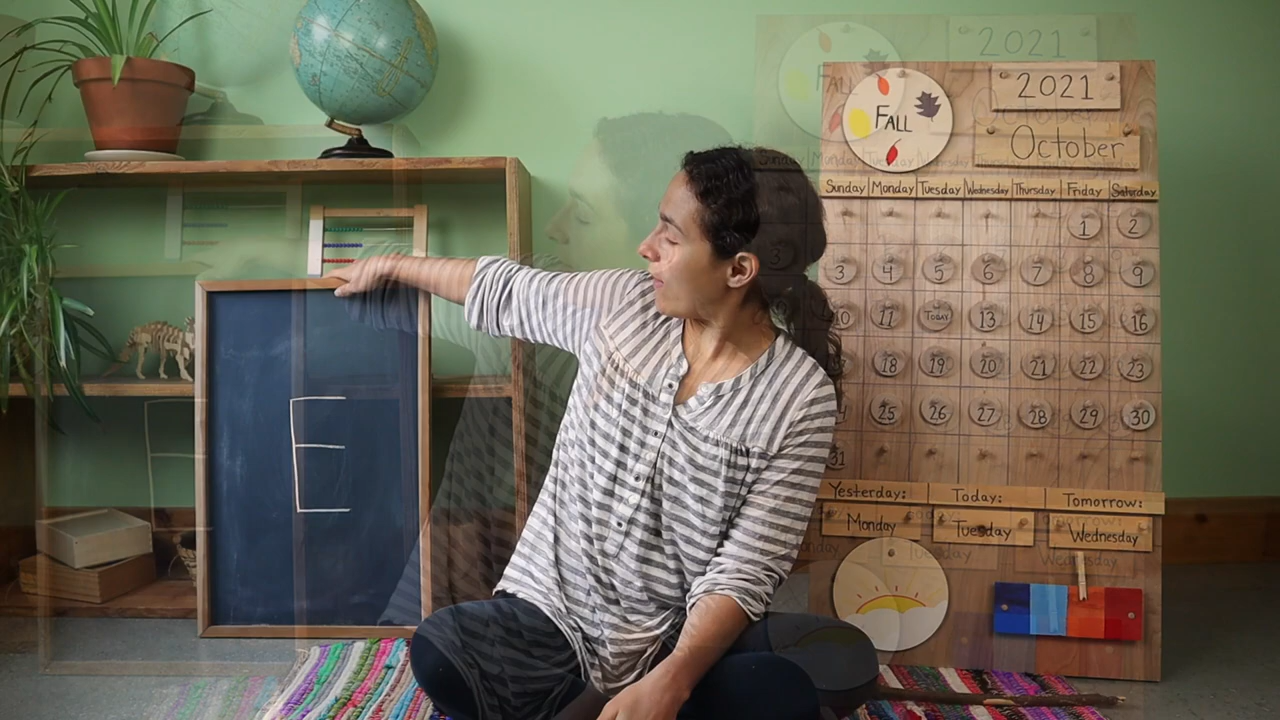 2021
FALL
October
Sunday Monday Tuesday Wednesday Thursday Friday Saturday
1 2
3 4 5 6 7 8 9
10 11 TODAY 13 14 15 16
18 19 20 21 22 23
25 26 27 28 29 30
31
E
Yesterday: Today: Tomorrow:
Monday Tuesday Wednesday